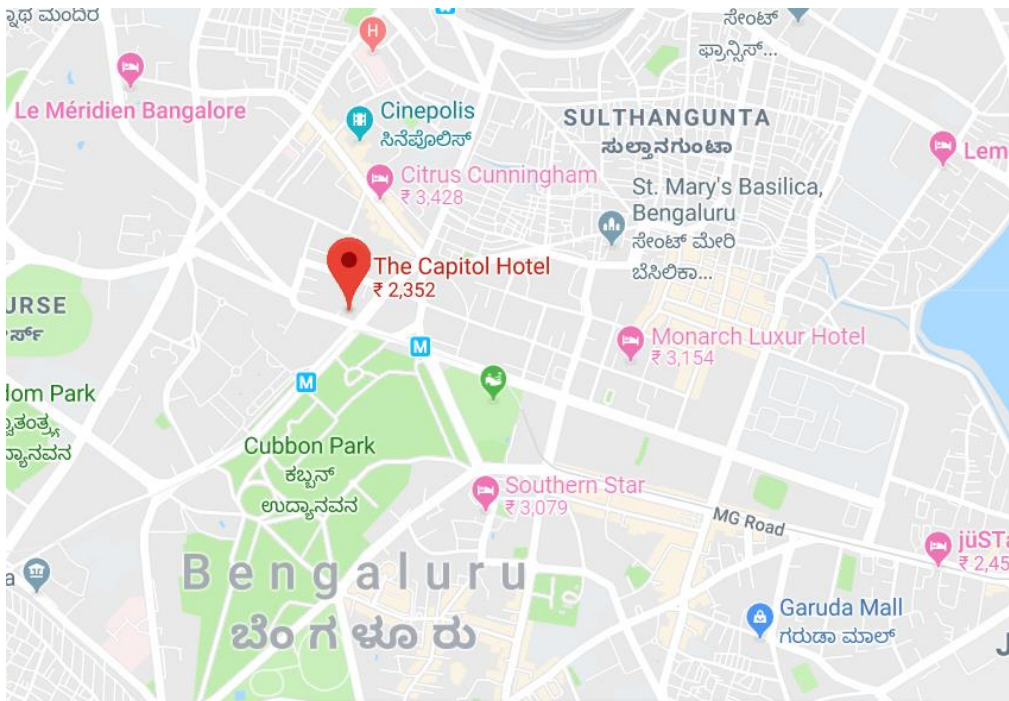 ನ್ನಥ ಮಂದಿರ
Le Méridien Bangalore
H
Cinepolis
ಸಿನೆಪೊಲಿಸ್
Citrus Cunningham
₹ 3,428
ಸೇಂಟ್
ಫ್ರಾನ್ಸಿಸ್...
SULTHANGUNTA
ಸುಲ್ತಾನಗುಂಟಾ
Lem
St. Mary's Basilica,
Bengaluru
ಸೇಂಟ್ ಮೇರಿ
ಬೆಸಿಲಿಕಾ...
The Capitol Hotel
₹ 2,352
URSE
ರ್ಸ್
M
Monarch Luxur Hotel
₹ 3,154
M
dom Park
ದ್ಯಾನವನ
Cubbon Park
ಕಬ್ಬನ್
ಉದ್ಯಾನವನ
Southern Star
₹ 3,079
MG Road
jüSTa
₹ 2,45
a
Bengaluru
ಬೆಂಗಳೂರು
Garuda Mall
ಗರುಡಾ ಮಾಲ್
J